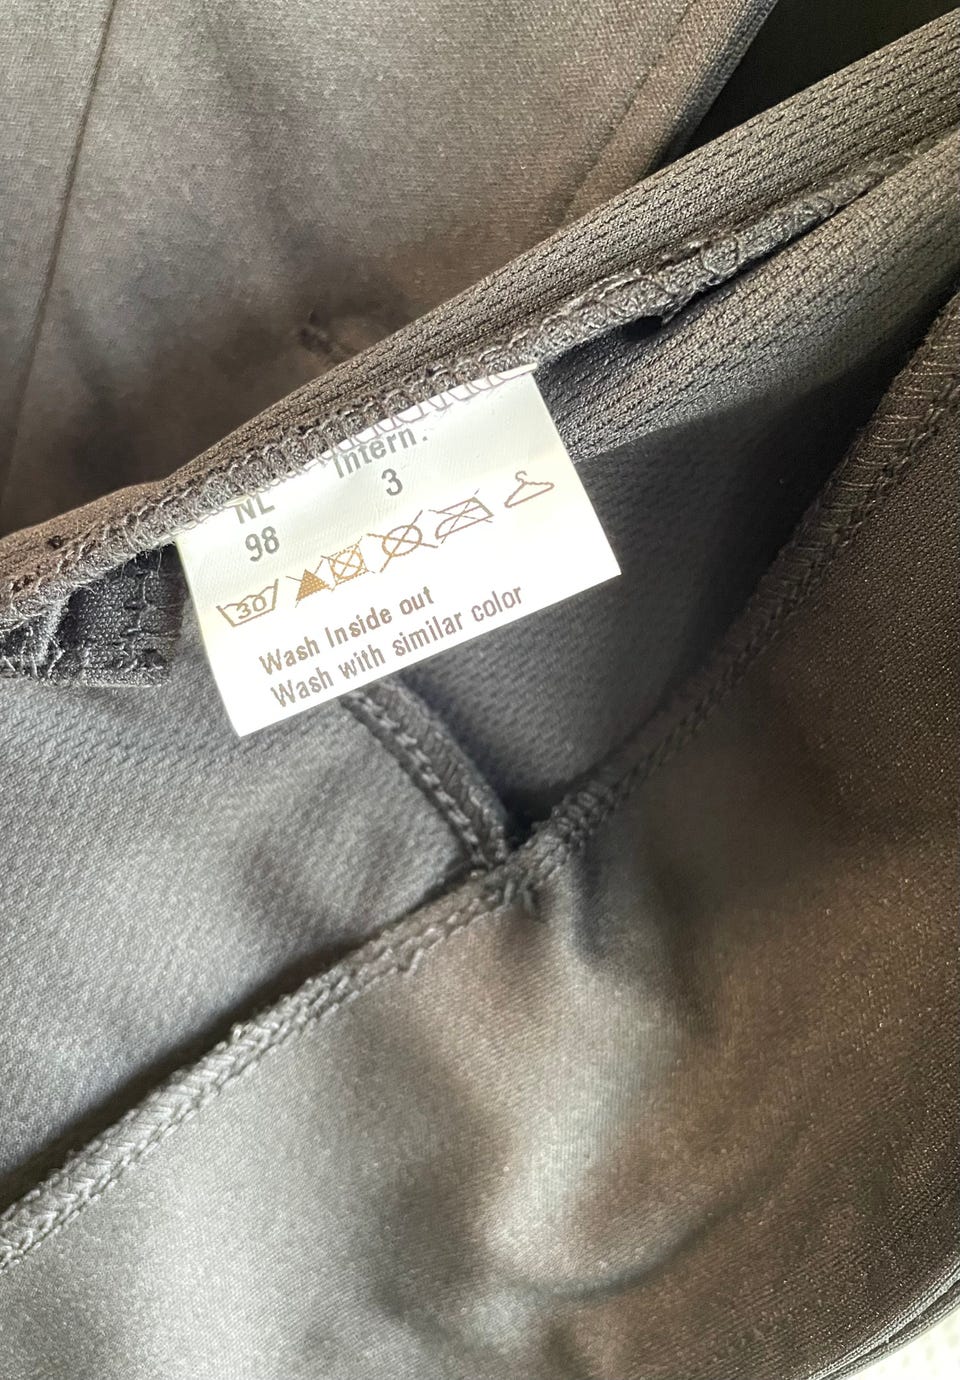 NL Intern.
98 3
30
Wash Inside out
Wash with similar color